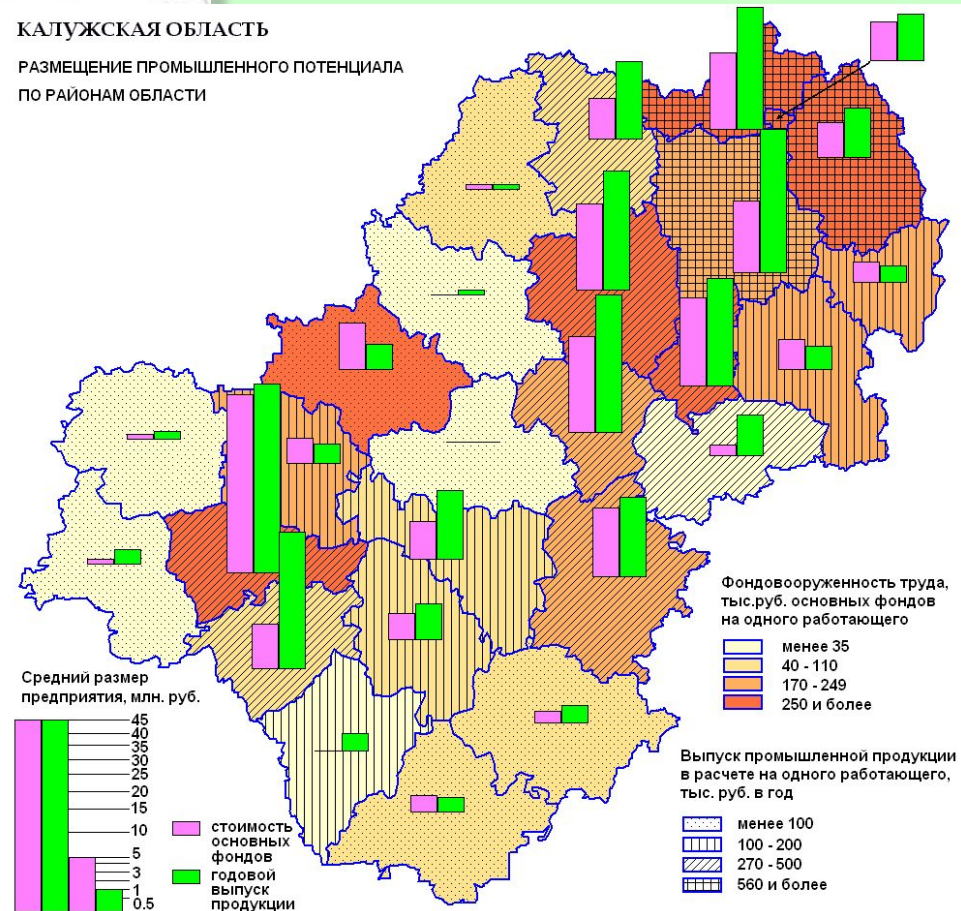 КАЛУЖСКАЯ ОБЛАСТЬ
РАЗМЕЩЕНИЕ ПРОМЫШЛЕННОГО ПОТЕНЦИАЛА
ПО РАЙОНАМ ОБЛАСТИ
Фондовооруженность труда,
тыс.руб. основных фондов
на одного работающего
менее 35
40 - 110
170 - 249
250 и более
Средний размер
предприятия, млн. руб.
45
40
35
30
25
20
15
10
5
3
1
0.5
стоимость
основных
фондов
годовой
выпуск
продукции
Выпуск промышленной продукции
в расчете на одного работающего,
тыс. руб. в год
менее 100
100 - 200
270 - 500
560 и более